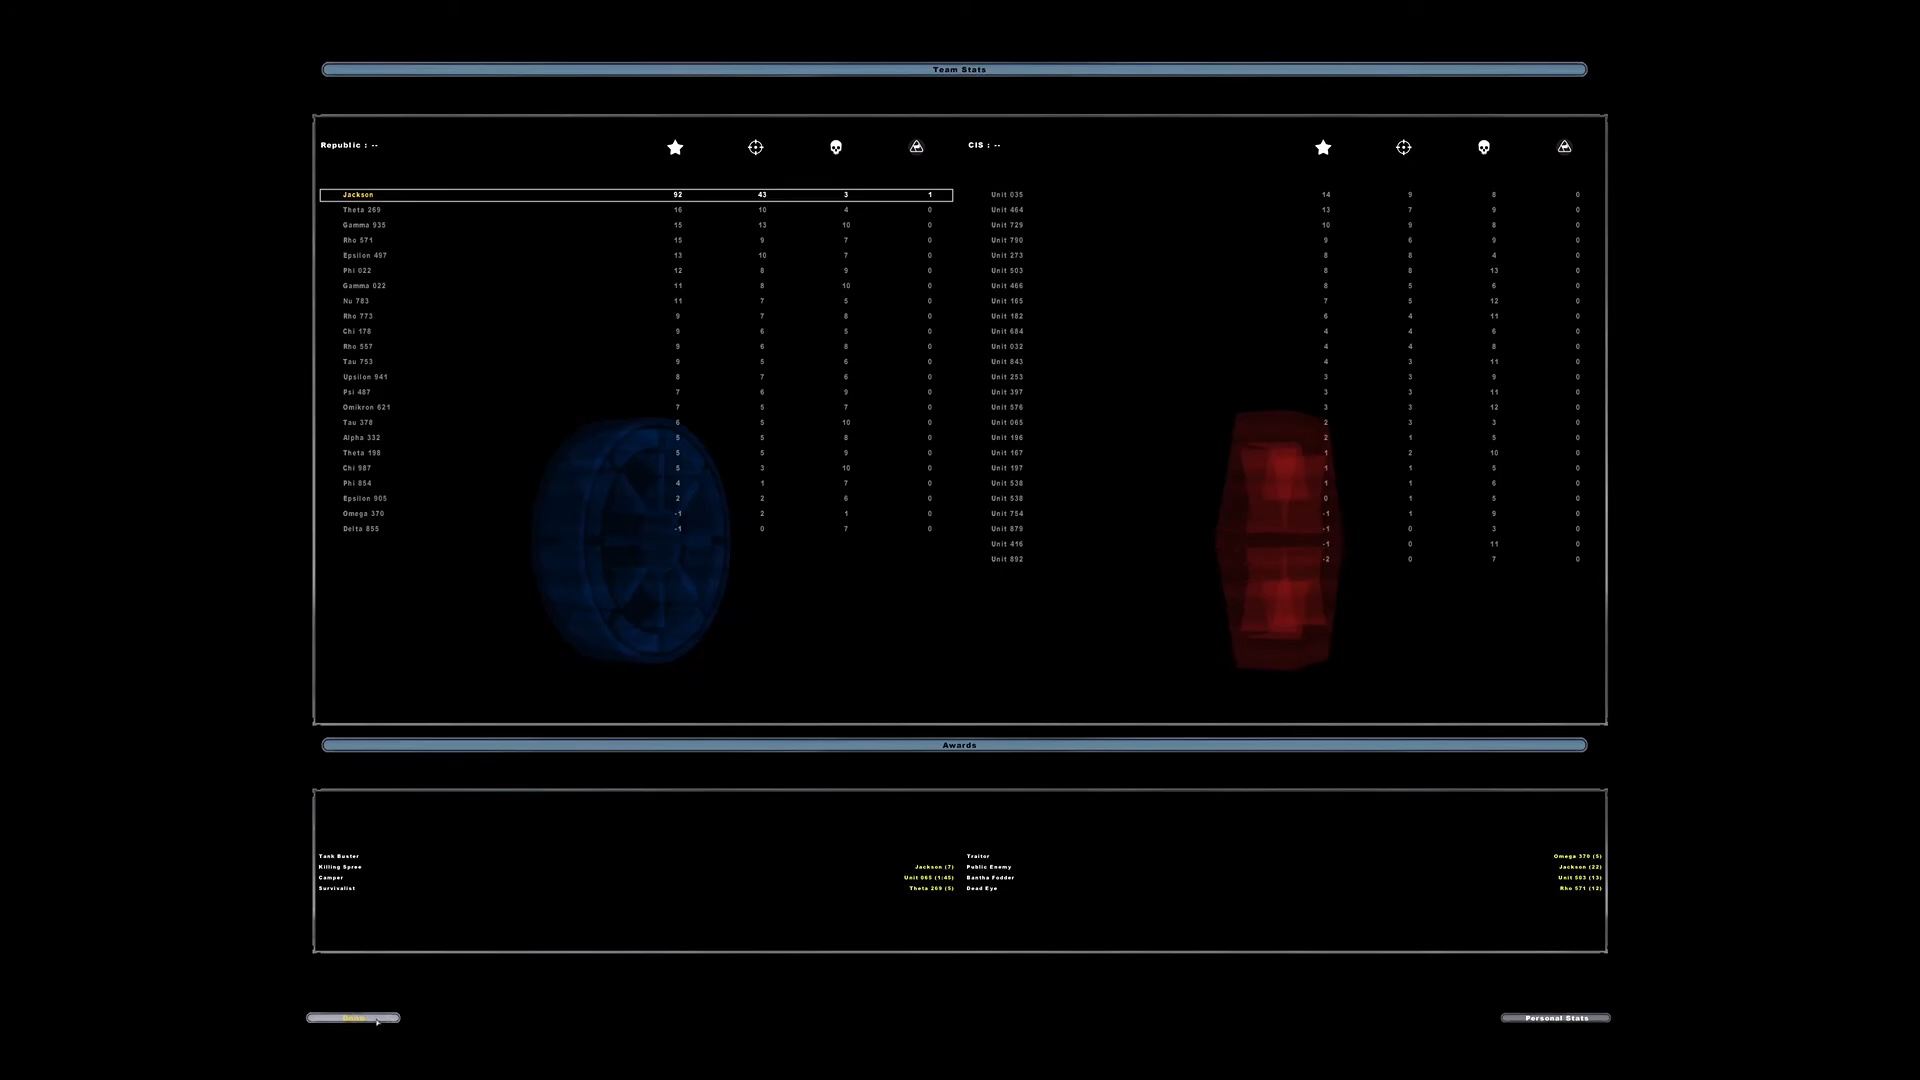 Team Stats
Republic : --
CIS : --
Jackson 92 43 3 1
Theta 269 16 10 4 0
Gamma 935 15 13 10 0
Rho 571 15 9 7 0
Epsilon 497 13 10 7 0
Phi 022 12 8 9 0
Gamma 022 11 8 10 0
Nu 783 11 7 5 0
Rho 773 9 7 8 0
Chi 178 9 6 5 0
Rho 557 9 6 8 0
Tau 753 9 5 6 0
Upsilon 941 8 7 6 0
Psi 487 7 6 9 0
Omikron 621 7 5 7 0
Tau 378 6 5 10 0
Alpha 332 5 5 8 0
Theta 198 5 5 9 0
Chi 987 5 3 10 0
Phi 854 4 1 7 0
Epsilon 905 2 2 6 0
Omega 370 -1 2 1 0
Delta 855 -1 0 7 0
Unit 035 14 9 8 0
Unit 464 13 7 9 0
Unit 729 10 9 8 0
Unit 790 9 6 9 0
Unit 273 8 8 4 0
Unit 503 8 8 13 0
Unit 466 8 5 6 0
Unit 165 7 5 12 0
Unit 182 6 4 11 0
Unit 684 4 4 6 0
Unit 032 4 4 8 0
Unit 843 4 3 11 0
Unit 253 3 3 9 0
Unit 397 3 3 11 0
Unit 576 3 3 12 0
Unit 065 2 3 3 0
Unit 196 2 1 5 0
Unit 167 1 2 10 0
Unit 197 1 1 5 0
Unit 538 1 1 6 0
Unit 538 0 1 5 0
Unit 754 -1 1 9 0
Unit 879 -1 0 3 0
Unit 416 -1 0 11 0
Unit 892 -2 0 7 0
Awards
Tank Buster
Killing Spree Jackson (7)
Camper Unit 065 (1:45)
Survivalist Theta 269 (5)
Traitor Omega 370 (5)
Public Enemy Jackson (22)
Bantha Fodder Unit 503 (13)
Dead Eye Rho 571 (12)
Done
Personal Stats